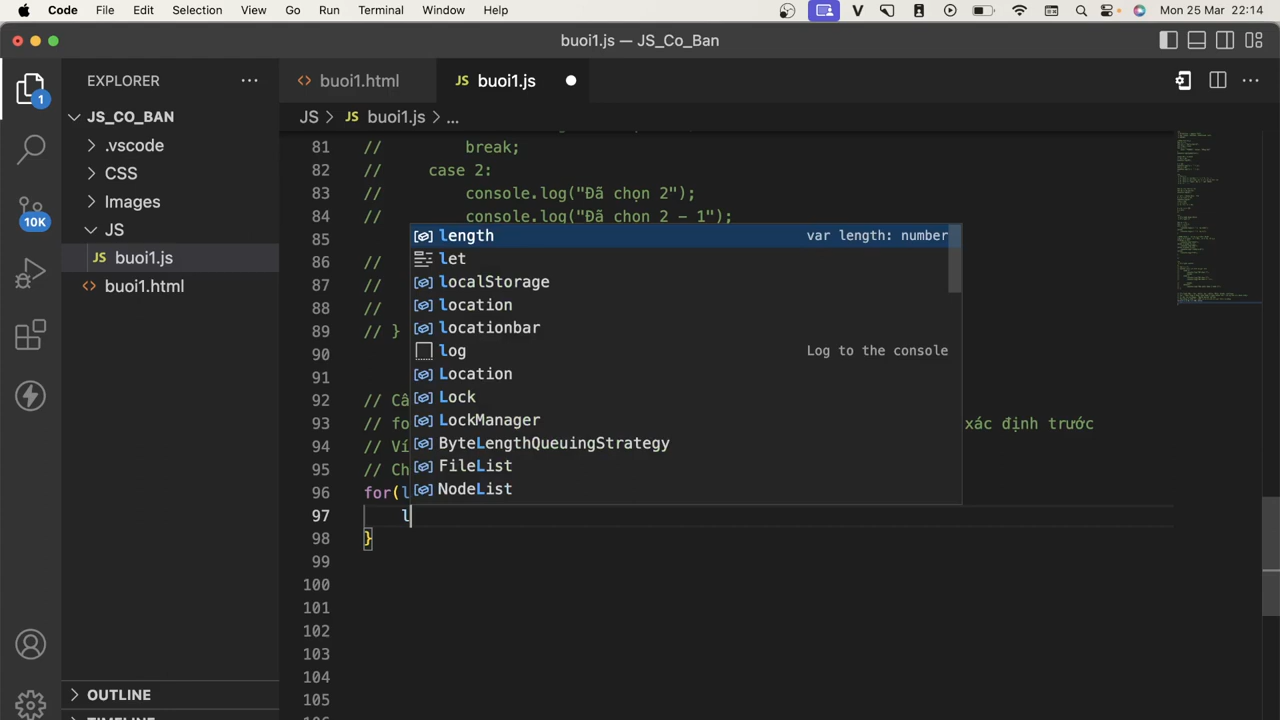 Code File Edit Selection View Go Run Terminal Window Help Mon 25 Mar 22:14
buoi1.js — JS_Co_Ban
EXPLORER
buoi1.html
JS buoi1.js
1
JS_CO_BAN
JS > JS buoi1.js > ...
.vscode
CSS
Images
JS
JS buoi1.js
buoi1.html
10K
81 // break;
82 // case 2:
83 // console.log("Đã chọn 2");
84 // console.log("Đã chọn 2 - 1");
85
86 //
87 //
88 //
89 // }
90
91
92 // Câ
93 // fo xác định trước
94 // Ví
95 // Ch
96 for(l
97 l
98 }
99
100
101
102
103
104
105
length var length: number
let
localStorage
location
locationbar
log Log to the console
Location
Lock
LockManager
ByteLengthQueuingStrategy
FileList
NodeList
OUTLINE